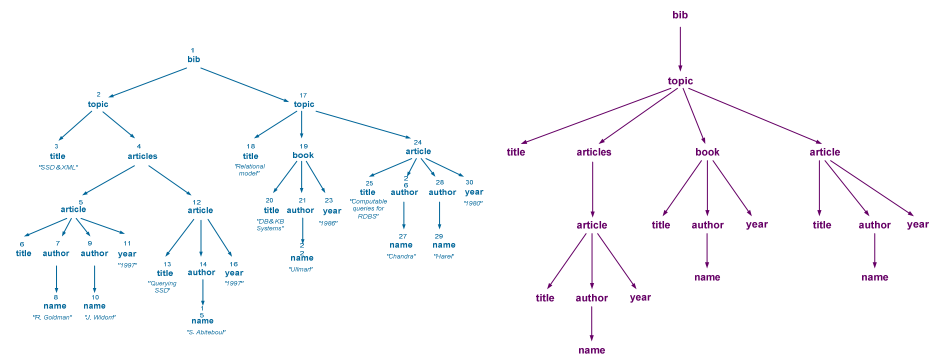 1
bib
2
topic
17
topic
3
title
"SSD & XML"
4
articles
18
title
"Relational
model"
19
book
24
article
5
article
12
article
20
title
"DB&KB
Systems"
21
author
23
year
"1988"
25
title
"Computable
queries for
RDBS"
26
author
28
author
30
year
"1980"
6
title
7
author
9
author
11
year
"1997"
13
title
"Querying
SSD"
14
author
16
year
"1997"
22
name
"Ullman"
27
name
"Chandra"
29
name
"Harel"
8
name
"R. Goldman"
10
name
"J. Widom"
15
name
"S. Abiteboul"
bib
topic
title
articles
book
article
article
title
author
year
title
author
year
title
author
year
name
name
name